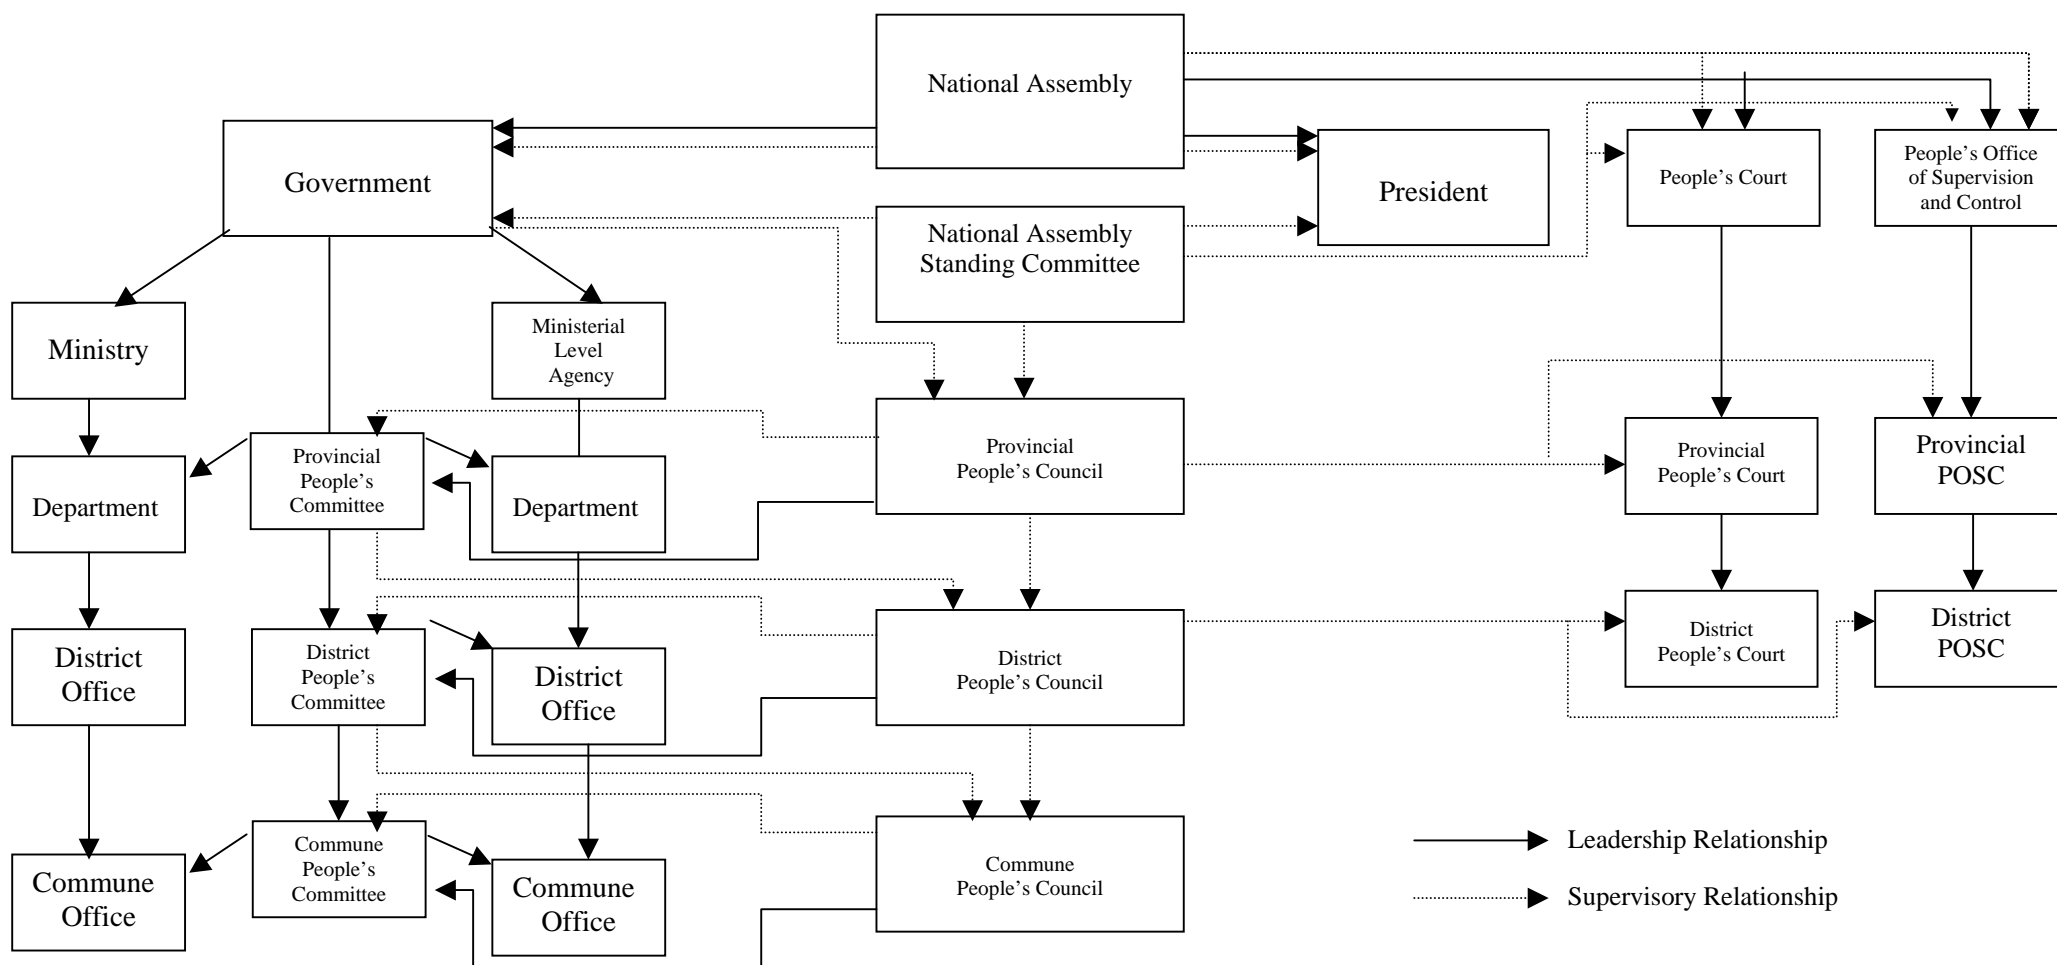 National Assembly
Government
President
People’s Court
People’s Office
of Supervision
and Control
National Assembly
Standing Committee
Ministry
Ministerial
Level
Agency
Provincial
People’s Council
Provincial
People’s
Committee
Department
Department
Provincial
People’s Court
Provincial
POSC
District
Office
District
People’s
Committee
District
Office
District
People’s Council
District
People’s Court
District
POSC
Commune
Office
Commune
People’s
Committee
Commune
Office
Commune
People’s Council
Leadership Relationship
Supervisory Relationship